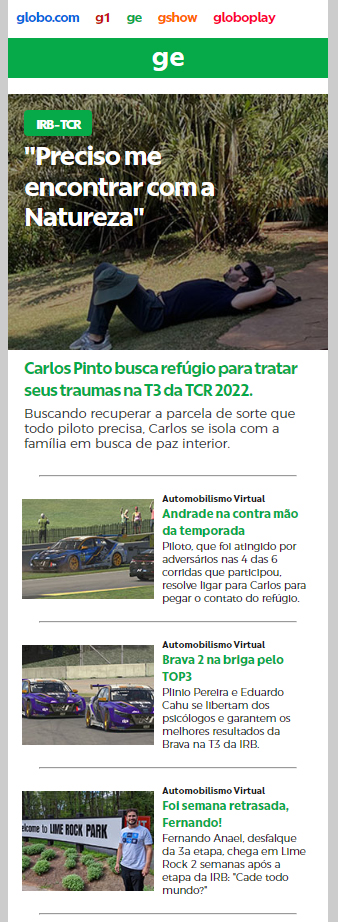 globo.com g1 ge gshow globoplay
ge
IRB-TCR
"Preciso me
encontrar com a
Natureza"
Carlos Pinto busca refúgio para tratar
seus traumas na T3 da TCR 2022.
Buscando recuperar a parcela de sorte que
todo piloto precisa, Carlos se isola com a
família em busca de paz interior.
Automobilismo Virtual
Andrade na contra mão
da temporada
Piloto, que foi atingido por
adversários nas 4 das 6
corridas que participou,
resolve ligar para Carlos para
pegar o contato do refúgio.
Automobilismo Virtual
Brava 2 na briga pelo
TOP3
Plinio Pereira e Eduardo
Cahu se libertam dos
psicólogos e garantem os
melhores resultados da
Brava na T3 da IRB.
Automobilismo Virtual
Foi semana retrasada,
Fernando!
Fernando Anael, desfalque
da 3a etapa, chega em Lime
Rock 2 semanas após a
etapa da IRB: "Cade todo
mundo?"
come to LIME ROCK PARK